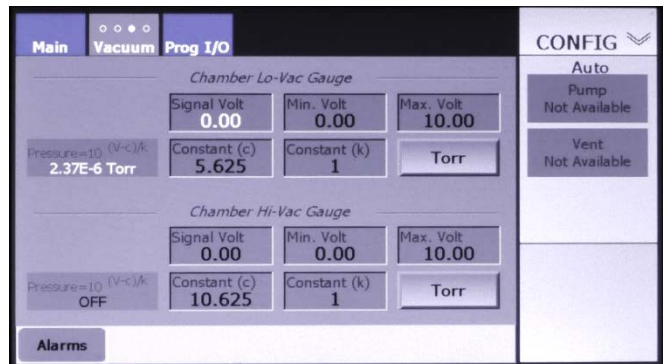 Main
Vacuum
Prog I/O
CONFIG
Auto
Pump
Not Available
Vent
Not Available
Chamber Lo-Vac Gauge
Signal Volt
0.00
Min. Volt
0.00
Max. Volt
10.00
Pressure=10 (V-c)/k
2.37E-6 Torr
Constant (c)
5.625
Constant (k)
1
Torr
Chamber Hi-Vac Gauge
Signal Volt
0.00
Min. Volt
0.00
Max. Volt
10.00
Pressure=10 (V-c)/k
OFF
Constant (c)
10.625
Constant (k)
1
Torr
Alarms